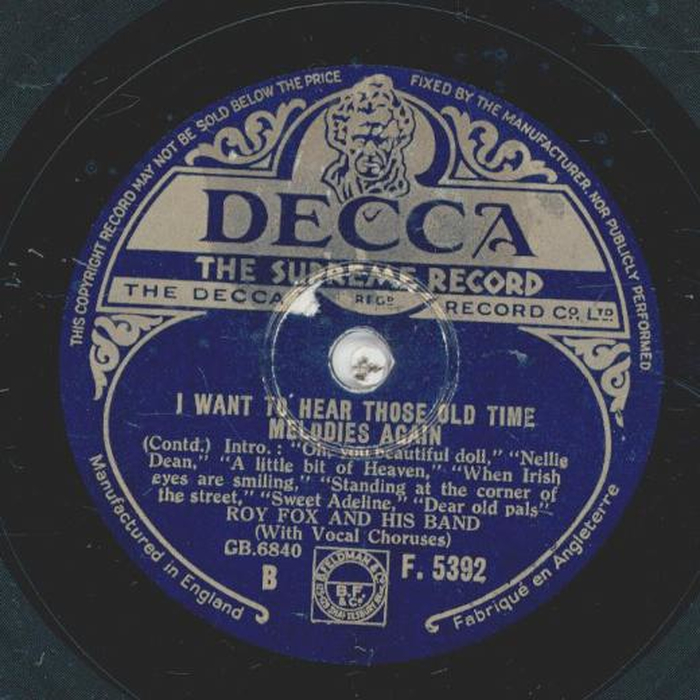 THIS COPYRIGHT RECORD MAY NOT BE SOLD BELOW THE PRICE FIXED BY THE MANUFACTURER, NOR PUBLICLY PERFORMED
DECCA
THE SUPREME RECORD
THE DECCA REGD RECORD CO. LTD.
I WANT TO HEAR THOSE OLD TIME
MELODIES AGAIN
(Contd.) Intro.: "Oh, you beautiful doll," "Nellie
Dean," "A little bit of Heaven," "When Irish
eyes are smiling," "Standing at the corner of
the street," "Sweet Adeline," "Dear old pals"
ROY FOX AND HIS BAND
(With Vocal Choruses)
GB.6840
B
F. 5392
B. FELDMAN & CO
B.F.
& Co.
Manufactured in England
Fabriqué en Angleterre